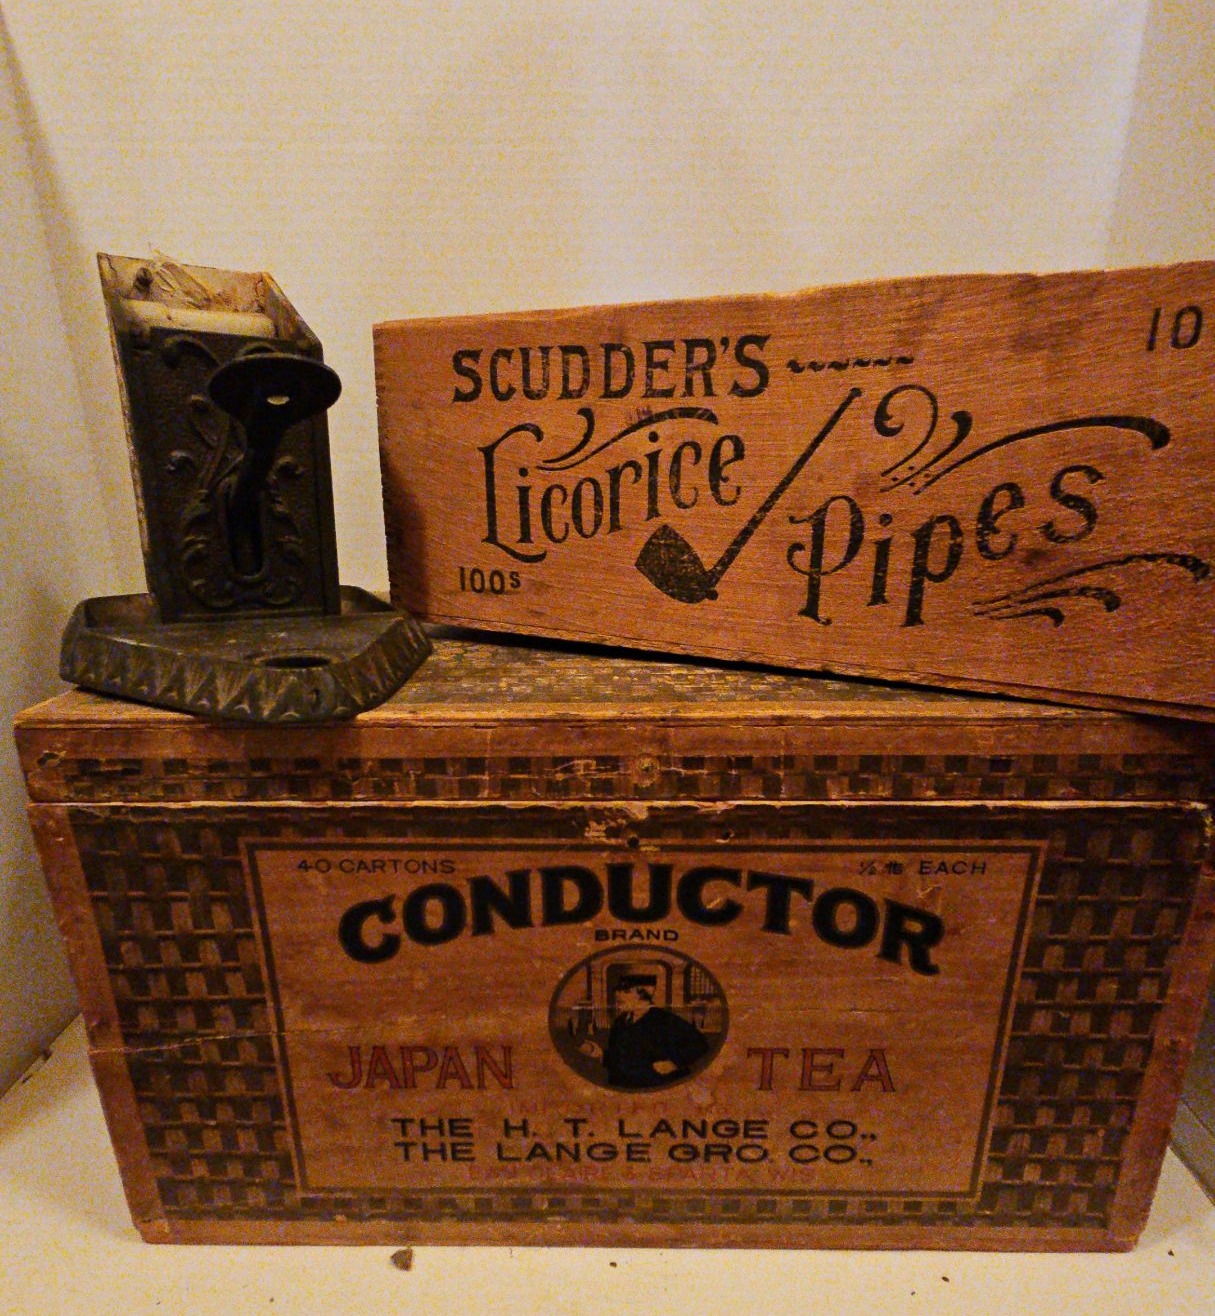 SCUDDER'S
10
Licorice
Pipes
100s
40 CARTONS
½ ℔ EACH
CONDUCTOR
BRAND
JAPAN TEA
THE H. T. LANGE CO.,
THE LANGE GRO. CO.,